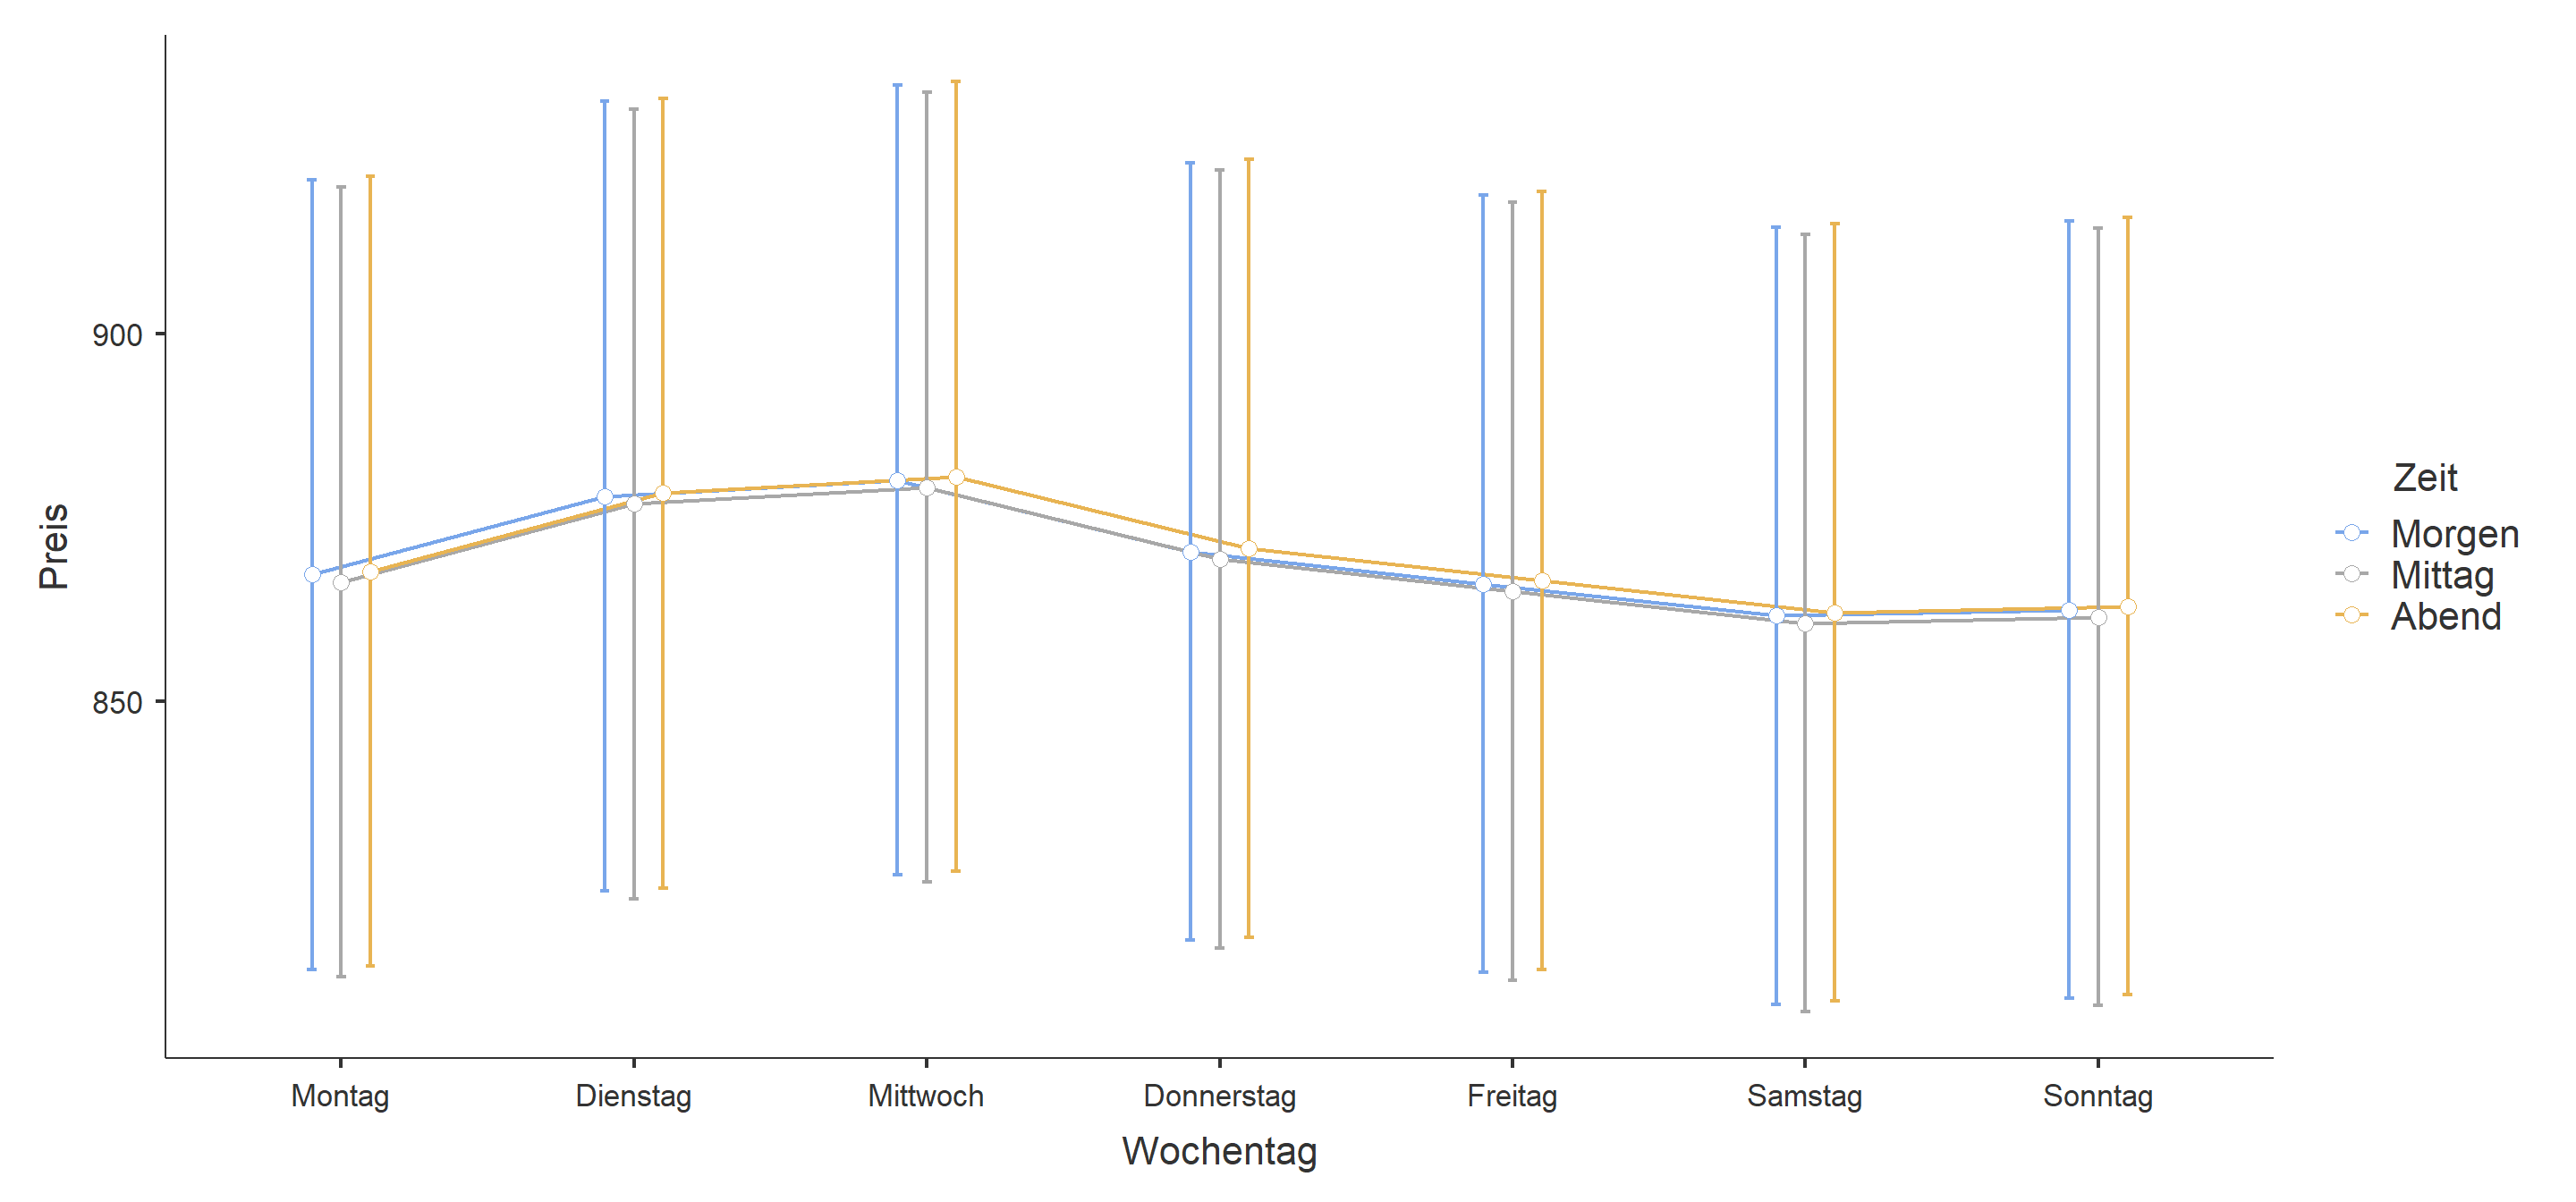 900
850
Preis
Montag
Dienstag
Mittwoch
Donnerstag
Freitag
Samstag
Sonntag
Wochentag
Zeit
Morgen
Mittag
Abend